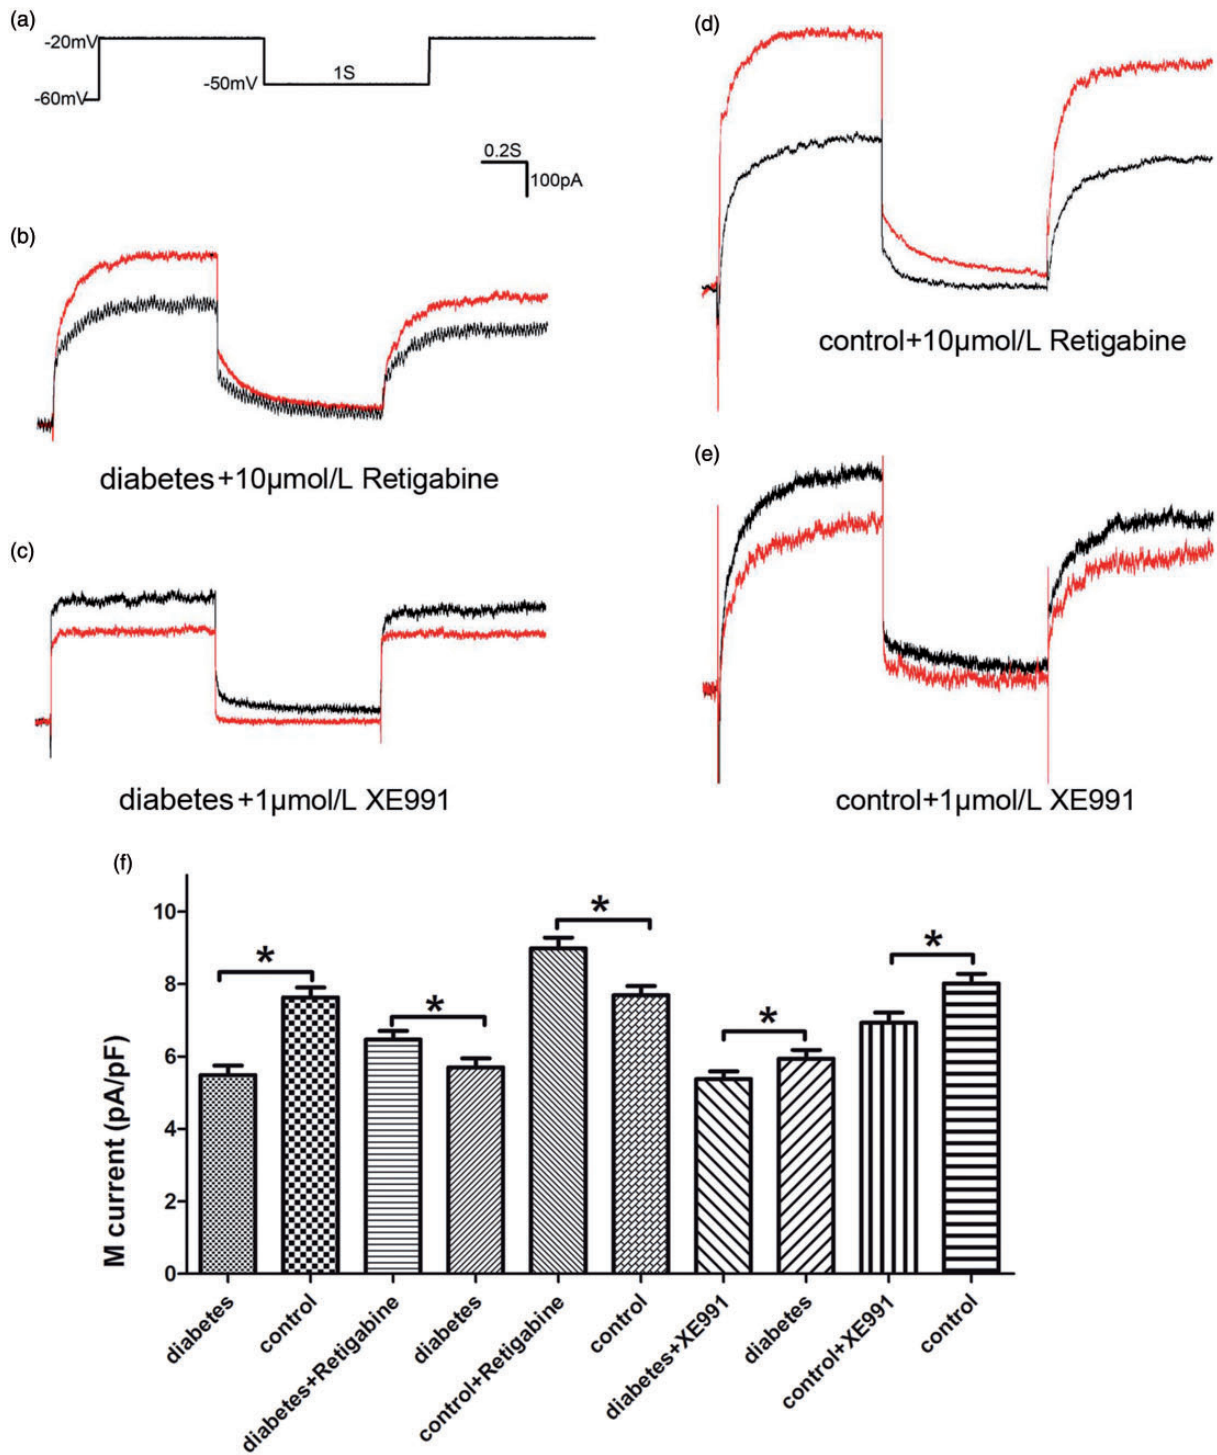 (a)
-20mV
-50mV
1S
-60mV
0.2S
100pA
(b)
diabetes+10μmol/L Retigabine
(c)
diabetes+1μmol/L XE991
(d)
control+10μmol/L Retigabine
(e)
control+1μmol/L XE991
(f)
M current (pA/pF)
10
8
6
4
2
0
*
*
*
*
*
diabetes
control
diabetes+Retigabine
diabetes
control+Retigabine
control
diabetes+XE991
diabetes
control+XE991
control